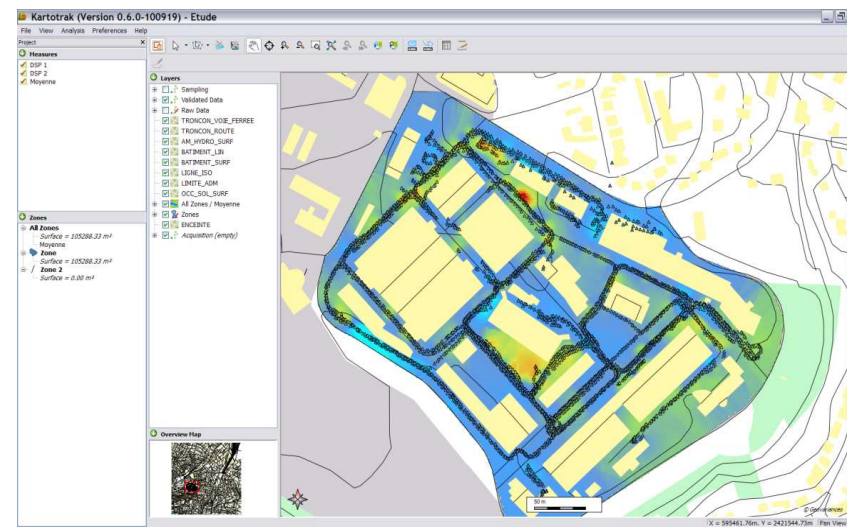 Kartotrak (Version 0.6.0-100919) - Etude
File View Analysis Preferences Help
Project
Measures
DSP 1
DSP 2
Moyenne
Layers
Sampling
Validated Data
Raw Data
TRONCON_VOIE_FERREE
TRONCON_ROUTE
AM_HYDRO_SURF
BATIMENT_LIN
BATIMENT_SURF
LIGNE_ISO
LIMITE_ADM
OCC_SOL_SURF
All Zones / Moyenne
Zones
ENCEINTE
Acquisition (empty)
Zones
All Zones
Surface = 105288.33 m²
Moyenne
Zone
Surface = 105288.33 m²
Zone 2
Surface = 0.00 m²
Overview Map
50 m
© Geovariances
X = 595461.76m, Y = 2421544.73m Pan View